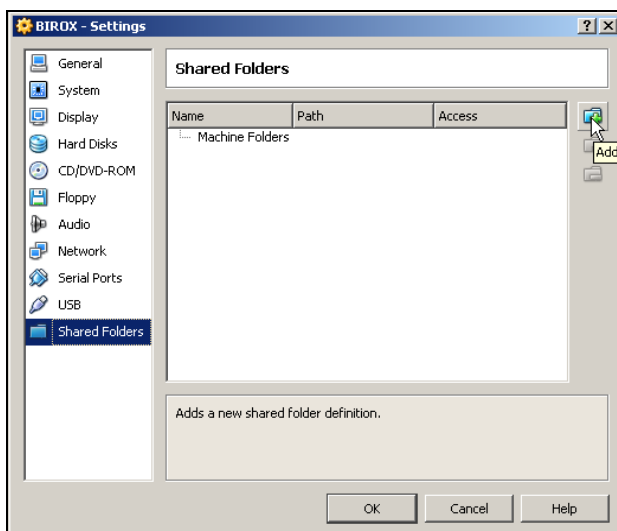 BIROX - Settings
General
System
Display
Hard Disks
CD/DVD-ROM
Floppy
Audio
Network
Serial Ports
USB
Shared Folders
Shared Folders
Name Path Access
Machine Folders
Add
Adds a new shared folder definition.
OK Cancel Help